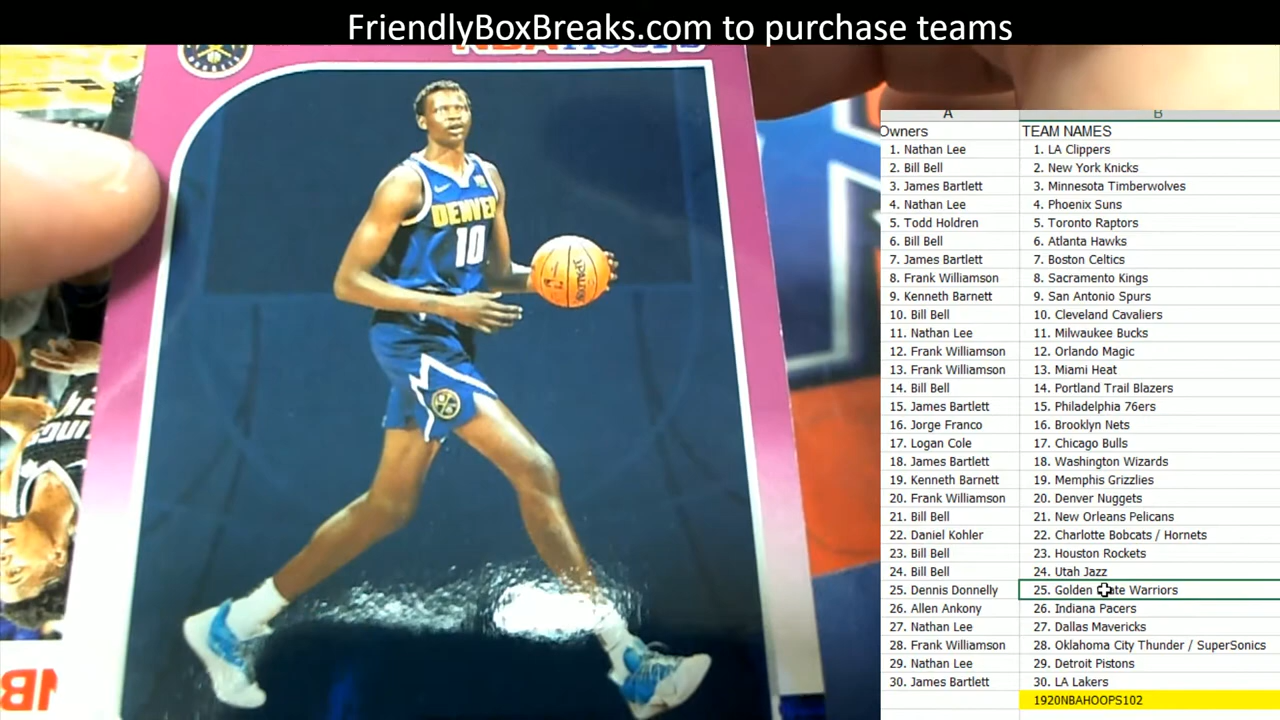 FriendlyBoxBreaks.com to purchase teams
NBA HOOPS
DENVER
10
SPALDING
A B
Owners TEAM NAMES
1. Nathan Lee 1. LA Clippers
2. Bill Bell 2. New York Knicks
3. James Bartlett 3. Minnesota Timberwolves
4. Nathan Lee 4. Phoenix Suns
5. Todd Holdren 5. Toronto Raptors
6. Bill Bell 6. Atlanta Hawks
7. James Bartlett 7. Boston Celtics
8. Frank Williamson 8. Sacramento Kings
9. Kenneth Barnett 9. San Antonio Spurs
10. Bill Bell 10. Cleveland Cavaliers
11. Nathan Lee 11. Milwaukee Bucks
12. Frank Williamson 12. Orlando Magic
13. Frank Williamson 13. Miami Heat
14. Bill Bell 14. Portland Trail Blazers
15. James Bartlett 15. Philadelphia 76ers
16. Jorge Franco 16. Brooklyn Nets
17. Logan Cole 17. Chicago Bulls
18. James Bartlett 18. Washington Wizards
19. Kenneth Barnett 19. Memphis Grizzlies
20. Frank Williamson 20. Denver Nuggets
21. Bill Bell 21. New Orleans Pelicans
22. Daniel Kohler 22. Charlotte Bobcats / Hornets
23. Bill Bell 23. Houston Rockets
24. Bill Bell 24. Utah Jazz
25. Dennis Donnelly 25. Golden State Warriors
26. Allen Ankony 26. Indiana Pacers
27. Nathan Lee 27. Dallas Mavericks
28. Frank Williamson 28. Oklahoma City Thunder / SuperSonics
29. Nathan Lee 29. Detroit Pistons
30. James Bartlett 30. LA Lakers
1920NBAHOOPS102
NB